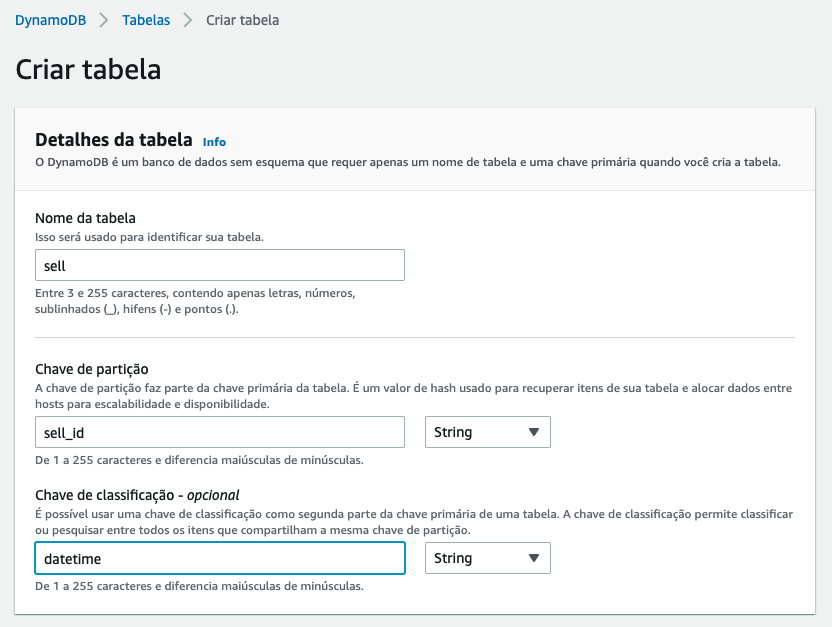 DynamoDB > Tabelas > Criar tabela
Criar tabela
Detalhes da tabela Info
O DynamoDB é um banco de dados sem esquema que requer apenas um nome de tabela e uma chave primária quando você cria a tabela.
Nome da tabela
Isso será usado para identificar sua tabela.
sell
Entre 3 e 255 caracteres, contendo apenas letras, números,
sublinhados (_), hifens (-) e pontos (.).
Chave de partição
A chave de partição faz parte da chave primária da tabela. É um valor de hash usado para recuperar itens de sua tabela e alocar dados entre
hosts para escalabilidade e disponibilidade.
sell_id String
De 1 a 255 caracteres e diferencia maiúsculas de minúsculas.
Chave de classificação - opcional
É possível usar uma chave de classificação como segunda parte da chave primária de uma tabela. A chave de classificação permite classificar
ou pesquisar entre todos os itens que compartilham a mesma chave de partição.
datetime String
De 1 a 255 caracteres e diferencia maiúsculas de minúsculas.